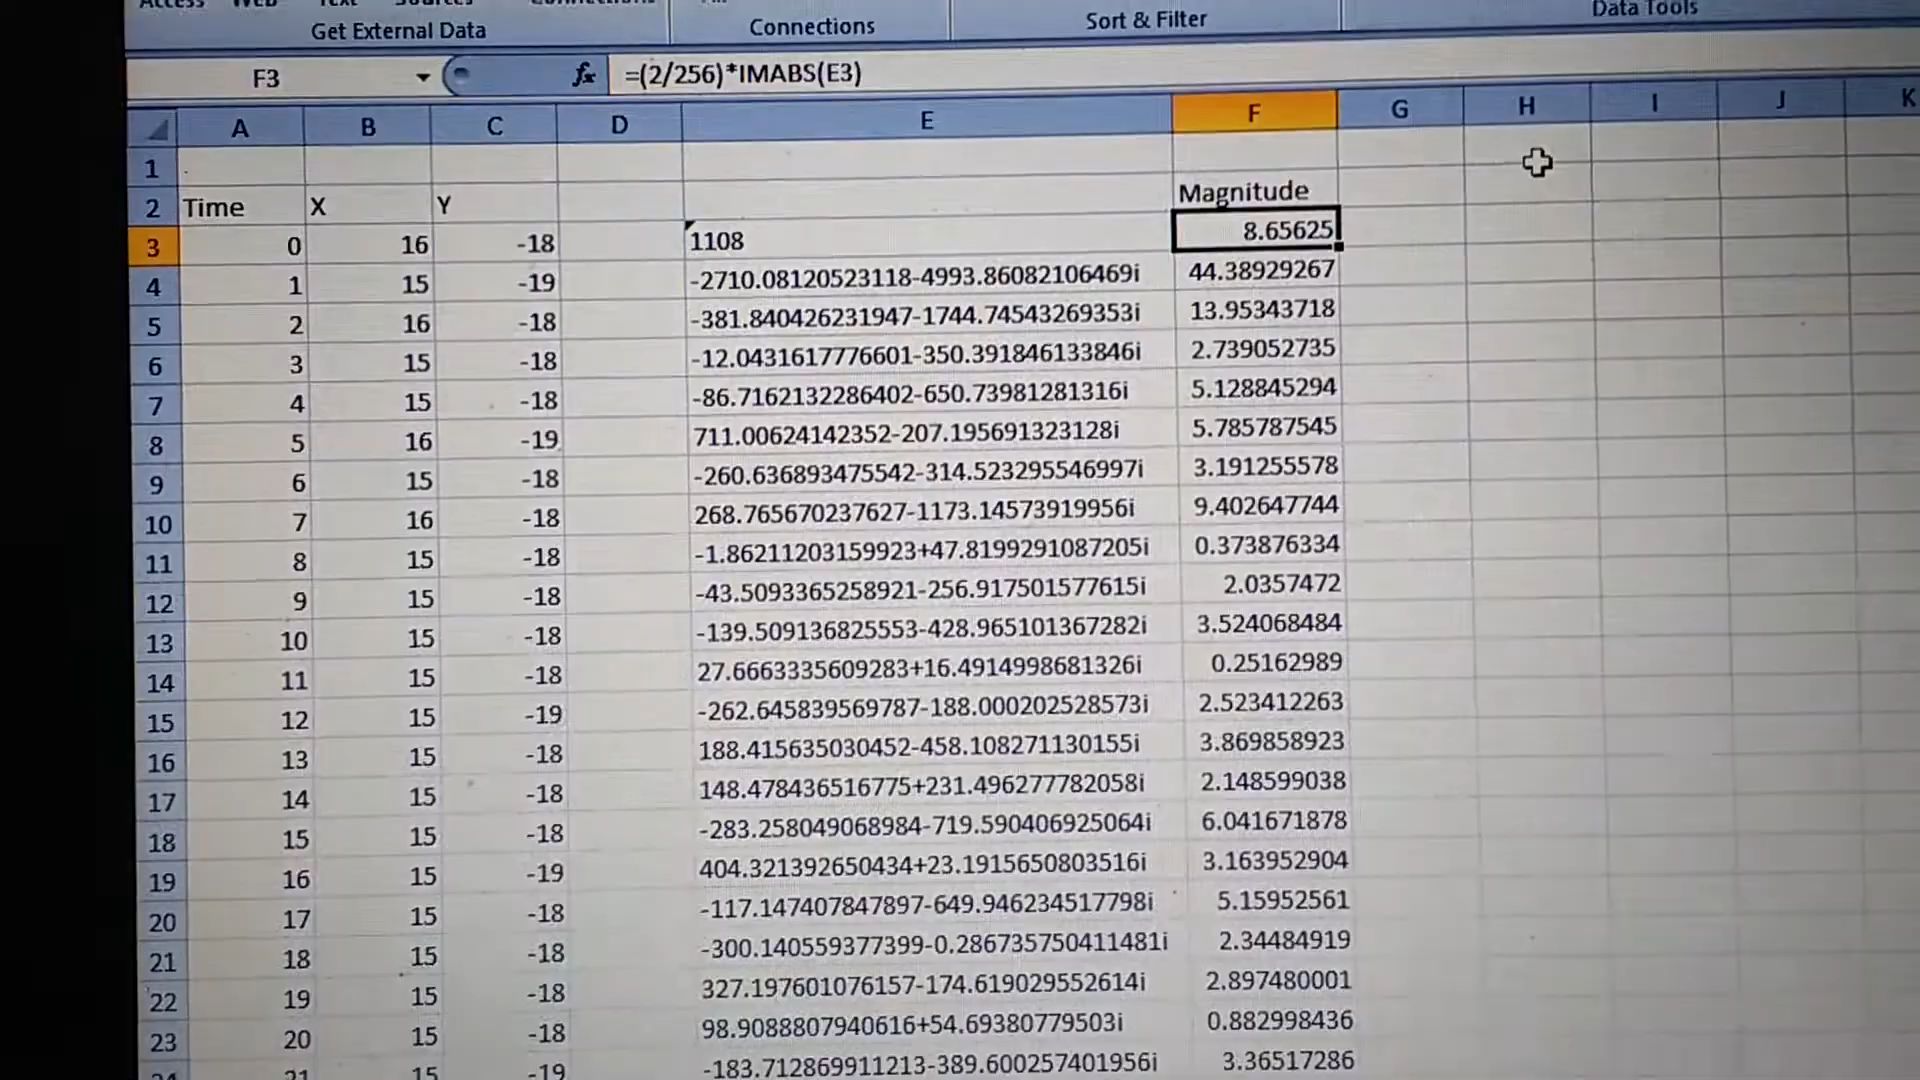 Access Web Text Sources Connections
Get External Data Connections Sort & Filter Data Tools
F3 fx =(2/256)*IMABS(E3)
A B C D E F G H I J K
1
2 Time X Y Magnitude
3 0 16 -18 1108 8.65625
4 1 15 -19 -2710.08120523118-4993.86082106469i 44.38929267
5 2 16 -18 -381.840426231947-1744.74543269353i 13.95343718
6 3 15 -18 -12.0431617776601-350.391846133846i 2.739052735
7 4 15 -18 -86.7162132286402-650.73981281316i 5.128845294
8 5 16 -19 711.00624142352-207.195691323128i 5.785787545
9 6 15 -18 -260.636893475542-314.523295546997i 3.191255578
10 7 16 -18 268.765670237627-1173.14573919956i 9.402647744
11 8 15 -18 -1.86211203159923+47.8199291087205i 0.373876334
12 9 15 -18 -43.5093365258921-256.917501577615i 2.0357472
13 10 15 -18 -139.509136825553-428.965101367282i 3.524068484
14 11 15 -18 27.6663335609283+16.4914998681326i 0.25162989
15 12 15 -19 -262.645839569787-188.000202528573i 2.523412263
16 13 15 -18 188.415635030452-458.108271130155i 3.869858923
17 14 15 -18 148.478436516775+231.496277782058i 2.148599038
18 15 15 -18 -283.258049068984-719.590406925064i 6.041671878
19 16 15 -19 404.321392650434+23.1915650803516i 3.163952904
20 17 15 -18 -117.147407847897-649.946234517798i 5.15952561
21 18 15 -18 -300.140559377399-0.286735750411481i 2.34484919
22 19 15 -18 327.197601076157-174.619029552614i 2.897480001
23 20 15 -18 98.9088807940616+54.69380779503i 0.882998436
24 21 15 -19 -183.712869911213-389.600257401956i 3.36517286